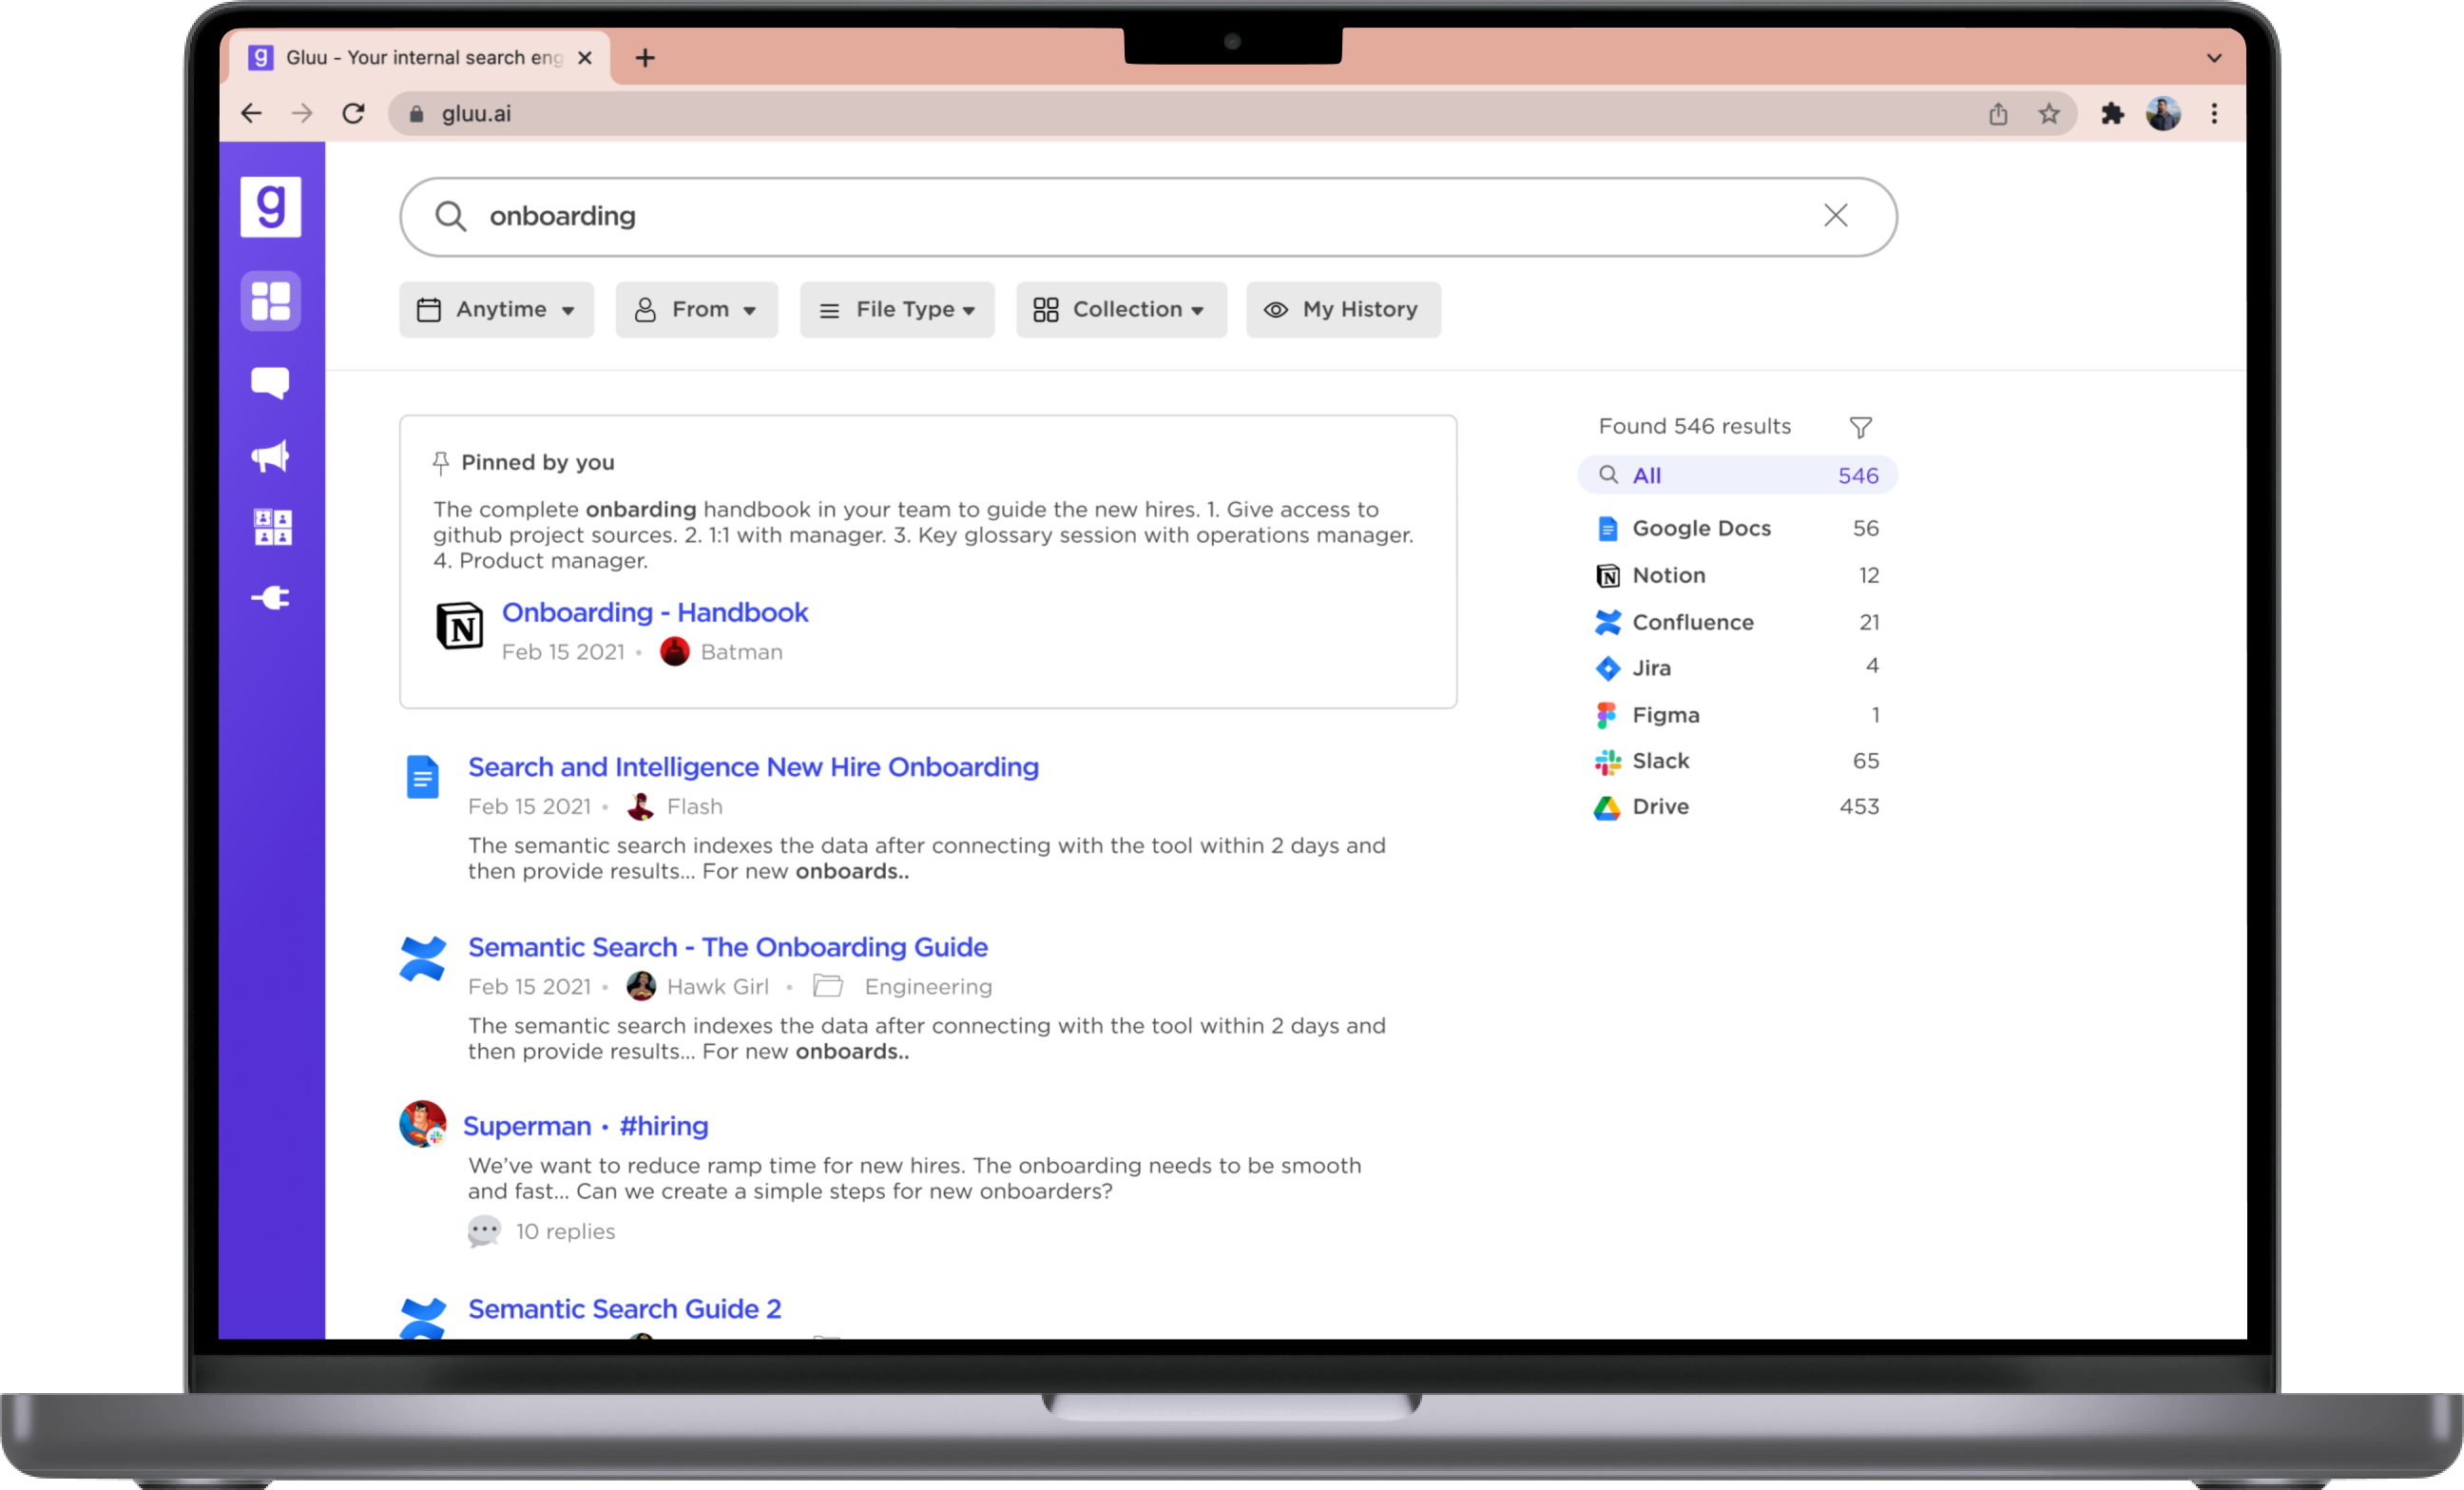 g Gluu - Your internal search eng
gluu.ai
g
onboarding
Anytime
From
File Type
Collection
My History
Pinned by you
The complete onbarding handbook in your team to guide the new hires. 1. Give access to
github project sources. 2. 1:1 with manager. 3. Key glossary session with operations manager.
4. Product manager.
N
Onboarding - Handbook
Feb 15 2021 • Batman
Search and Intelligence New Hire Onboarding
Feb 15 2021 • Flash
The semantic search indexes the data after connecting with the tool within 2 days and
then provide results... For new onboards..
Semantic Search - The Onboarding Guide
Feb 15 2021 • Hawk Girl • Engineering
The semantic search indexes the data after connecting with the tool within 2 days and
then provide results... For new onboards..
Superman • #hiring
We’ve want to reduce ramp time for new hires. The onboarding needs to be smooth
and fast... Can we create a simple steps for new onboarders?
10 replies
Semantic Search Guide 2
Found 546 results
All 546
Google Docs 56
N Notion 12
Confluence 21
Jira 4
Figma 1
Slack 65
Drive 453